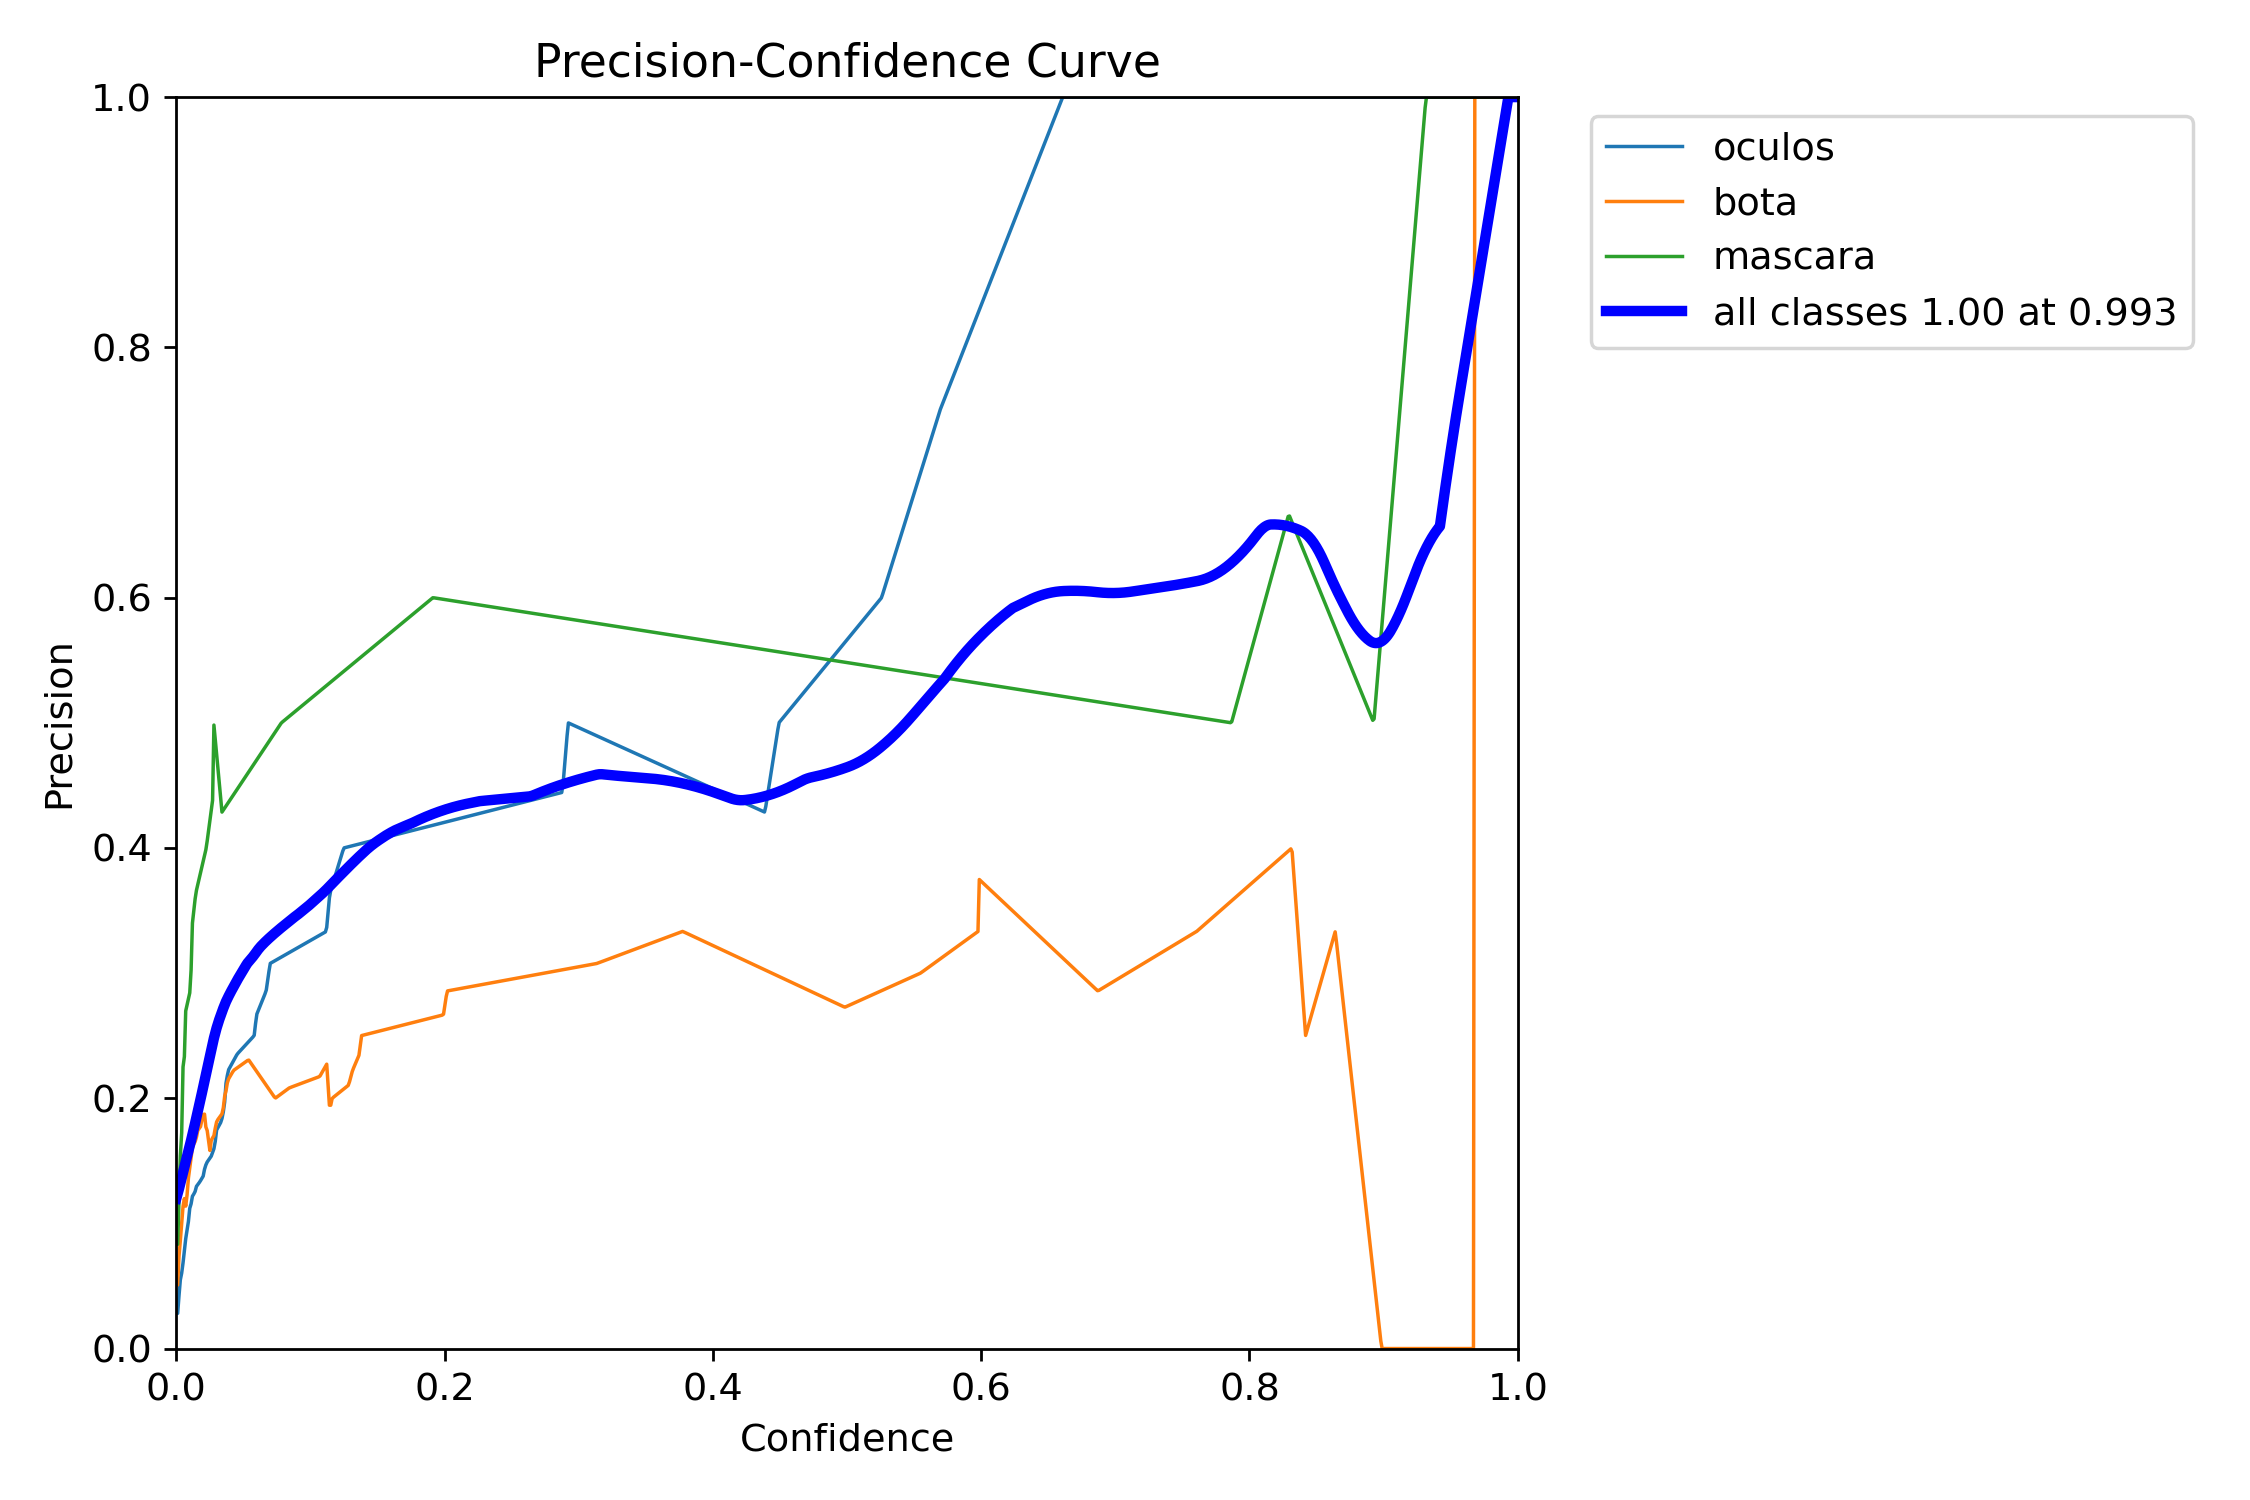 Precision-Confidence Curve
1.0
0.8
0.6
0.4
0.2
0.0
Precision
0.0 0.2 0.4 0.6 0.8 1.0
Confidence
oculos
bota
mascara
all classes 1.00 at 0.993